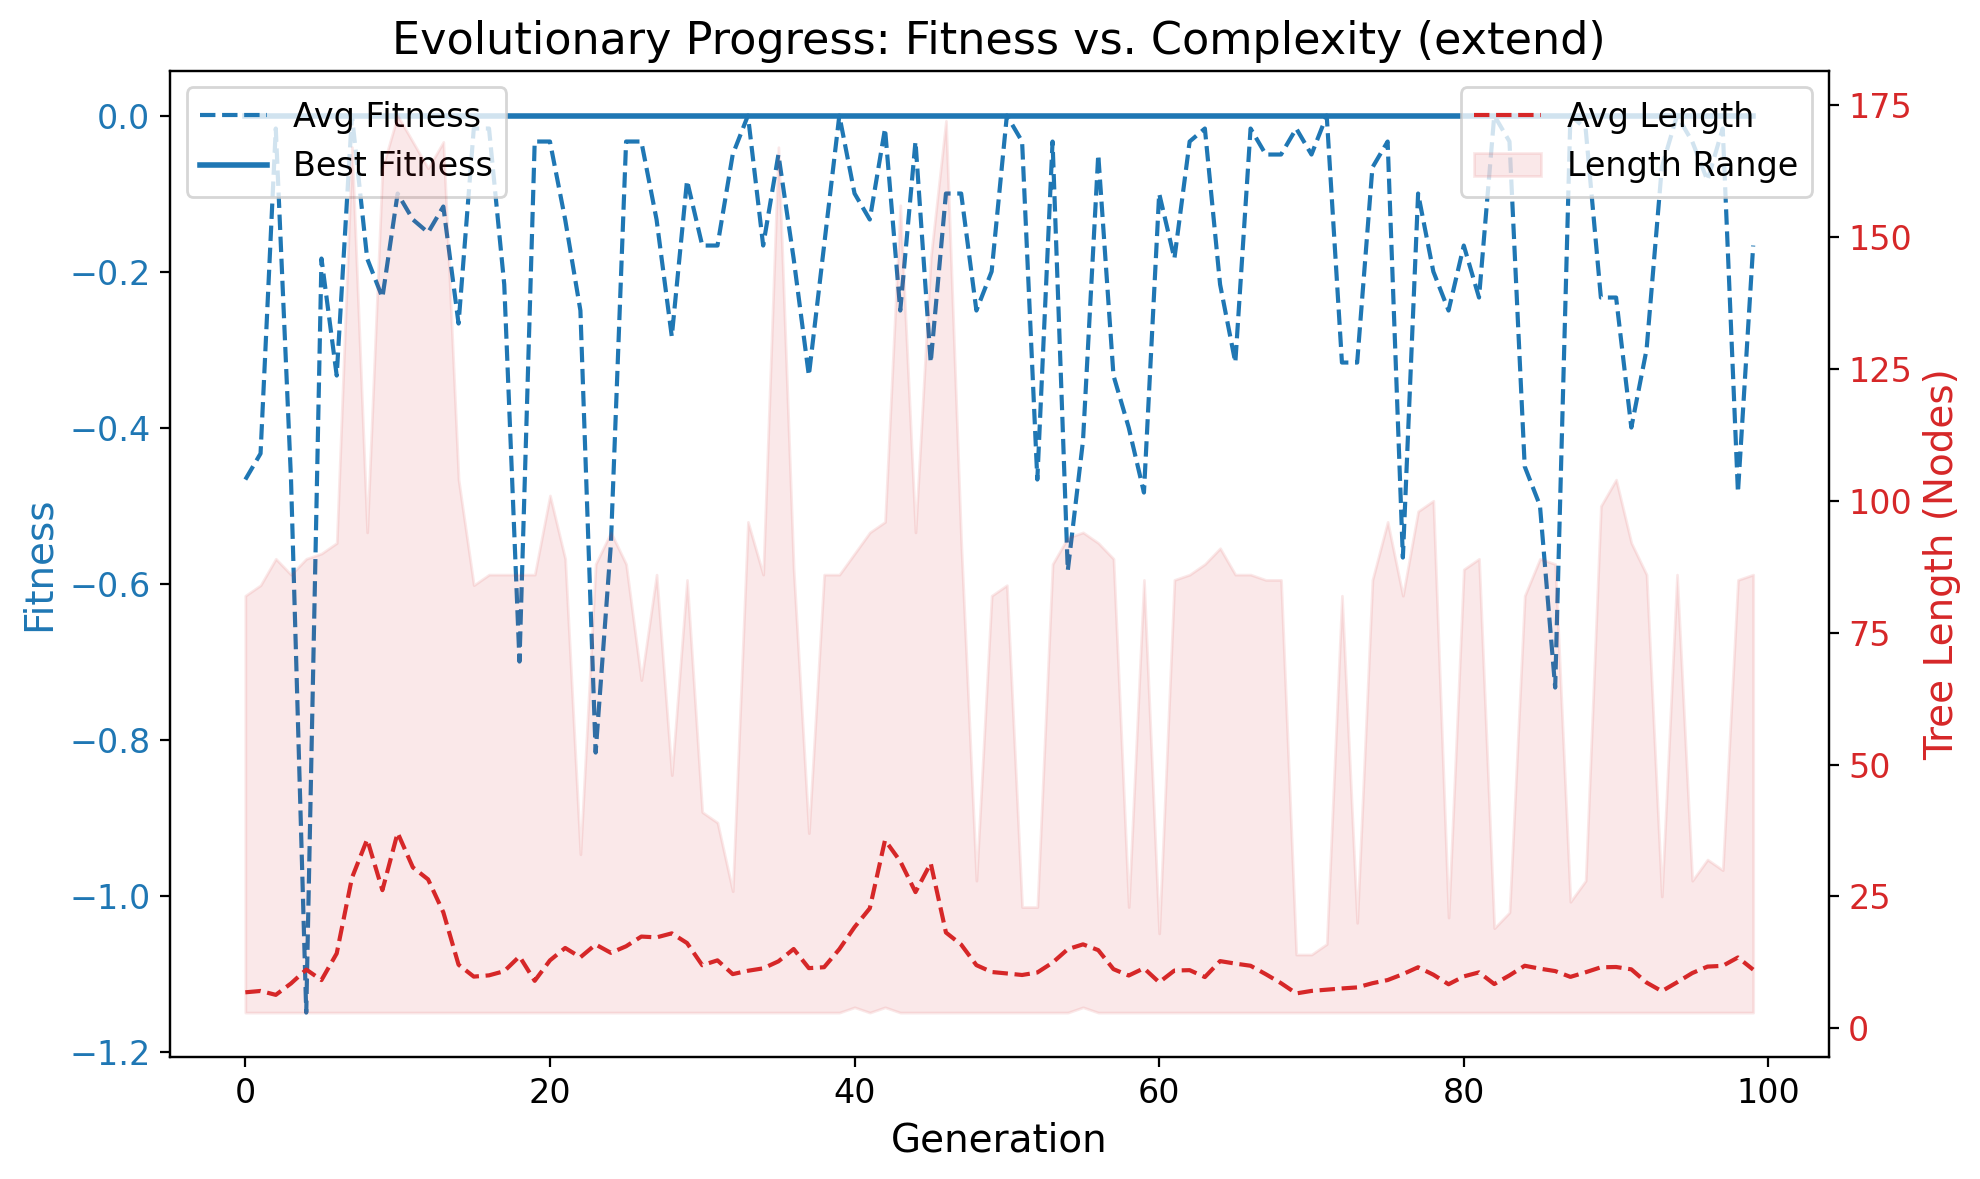 Evolutionary Progress: Fitness vs. Complexity (extend)
Avg Fitness
Best Fitness
Avg Length
Length Range
Fitness
0.0
−0.2
−0.4
−0.6
−0.8
−1.0
−1.2
Tree Length (Nodes)
175
150
125
100
75
50
25
0
0 20 40 60 80 100
Generation